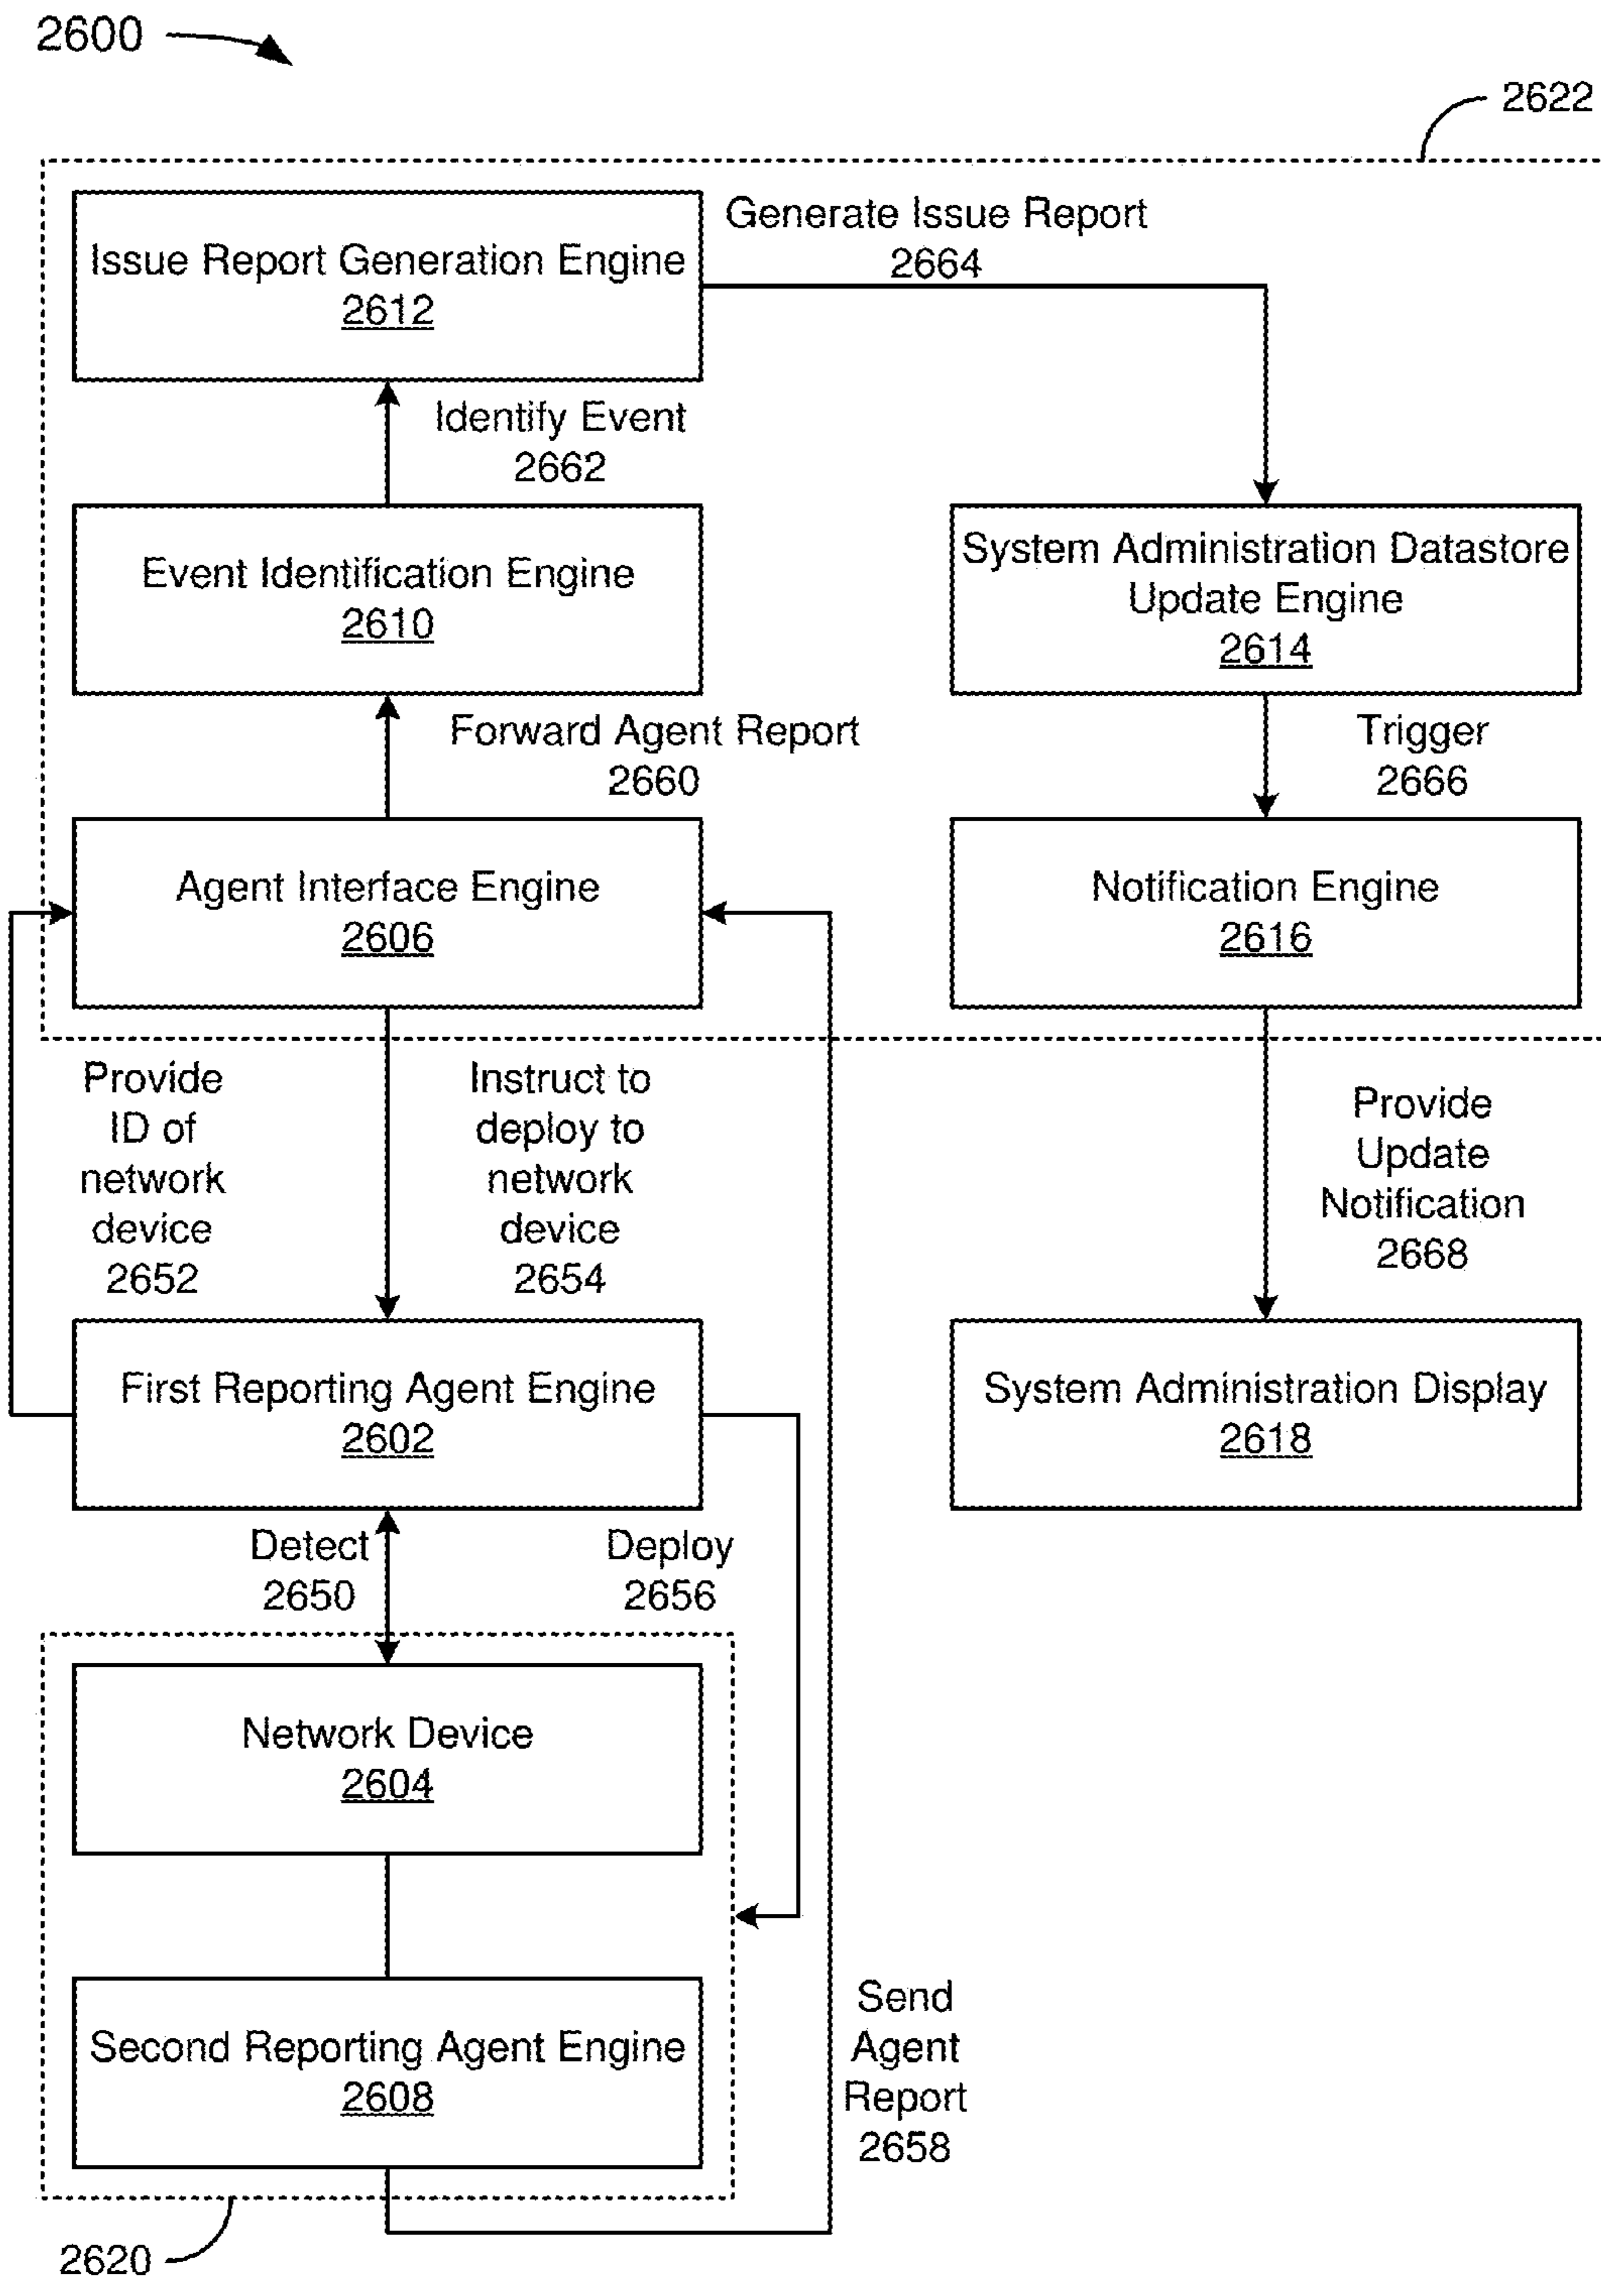 2600
2622
Issue Report Generation Engine
2612
Generate Issue Report
2664
Identify Event
2662
Event Identification Engine
2610
System Administration Datastore
Update Engine
2614
Forward Agent Report
2660
Trigger
2666
Agent Interface Engine
2606
Notification Engine
2616
Provide
ID of
network
device
2652
Instruct to
deploy to
network
device
2654
Provide
Update
Notification
2668
First Reporting Agent Engine
2602
System Administration Display
2618
Detect
2650
Deploy
2656
Network Device
2604
Second Reporting Agent Engine
2608
Send
Agent
Report
2658
2620